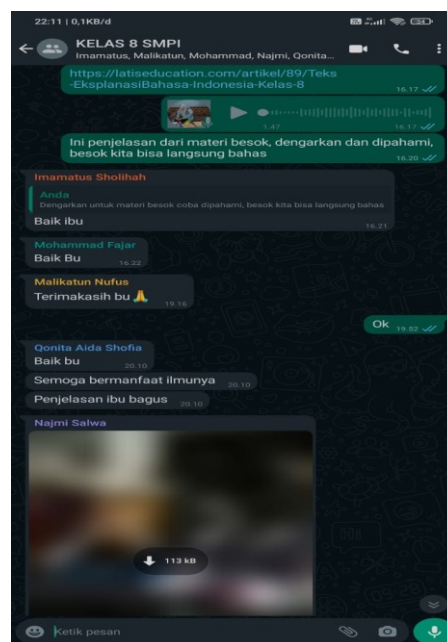 22:11 | 0,1KB/d
KELAS 8 SMPI
Imamatus, Malikatun, Mohammad, Najmi, Qonita...
https://latiseducation.com/artikel/89/Teks
-EksplanasiBahasa-Indonesia-Kelas-8
16.17
1.47
16.17
Ini penjelasan dari materi besok, dengarkan dan dipahami,
besok kita bisa langsung bahas
16.20
Imamatus Sholihah
Anda
Dengarkan untuk materi besok coba dipahami, besok kita bisa langsung bahas
Baik ibu
16.21
Mohammad Fajar
Baik Bu
16.22
Malikatun Nufus
Terimakasih bu 🙏
19.16
Ok
19.52
Qonita Aida Shofia
Baik bu
20.10
Semoga bermanfaat ilmunya
20.10
Penjelasan ibu bagus
20.10
Najmi Salwa
113 kB
Ketik pesan